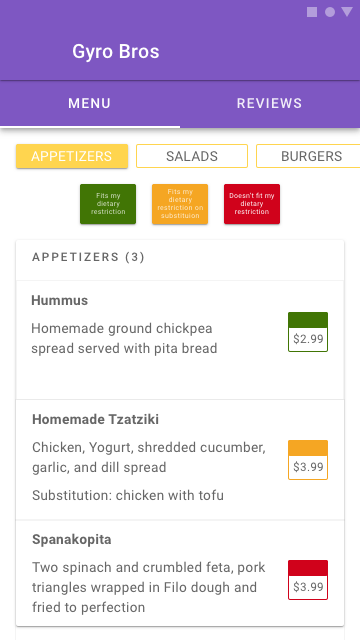 Gyro Bros
MENU
REVIEWS
APPETIZERS
SALADS
BURGERS
Fits my
dietary
restriction
Fits my
dietary
restriction on
substituion
Doesn't fit my
dietary
restriction
APPETIZERS (3)
Hummus
Homemade ground chickpea
spread served with pita bread
$2.99
Homemade Tzatziki
Chicken, Yogurt, shredded cucumber,
garlic, and dill spread
Substitution: chicken with tofu
$3.99
Spanakopita
Two spinach and crumbled feta, pork
triangles wrapped in Filo dough and
fried to perfection
$3.99